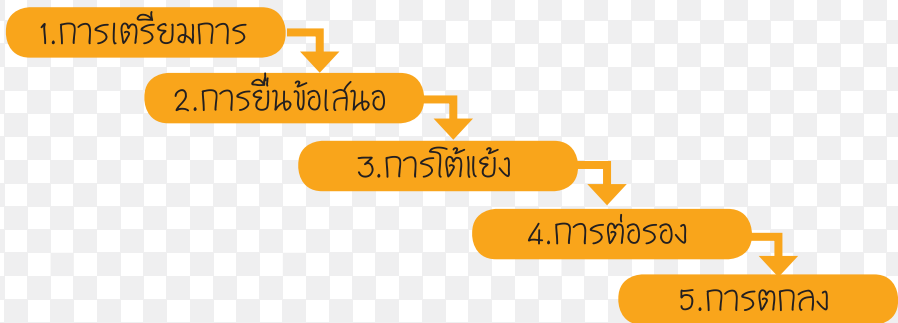 1.การเตรียมการ
2.การยื่นข้อเสนอ
3.การโต้แย้ง
4.การต่อรอง
5.การตกลง